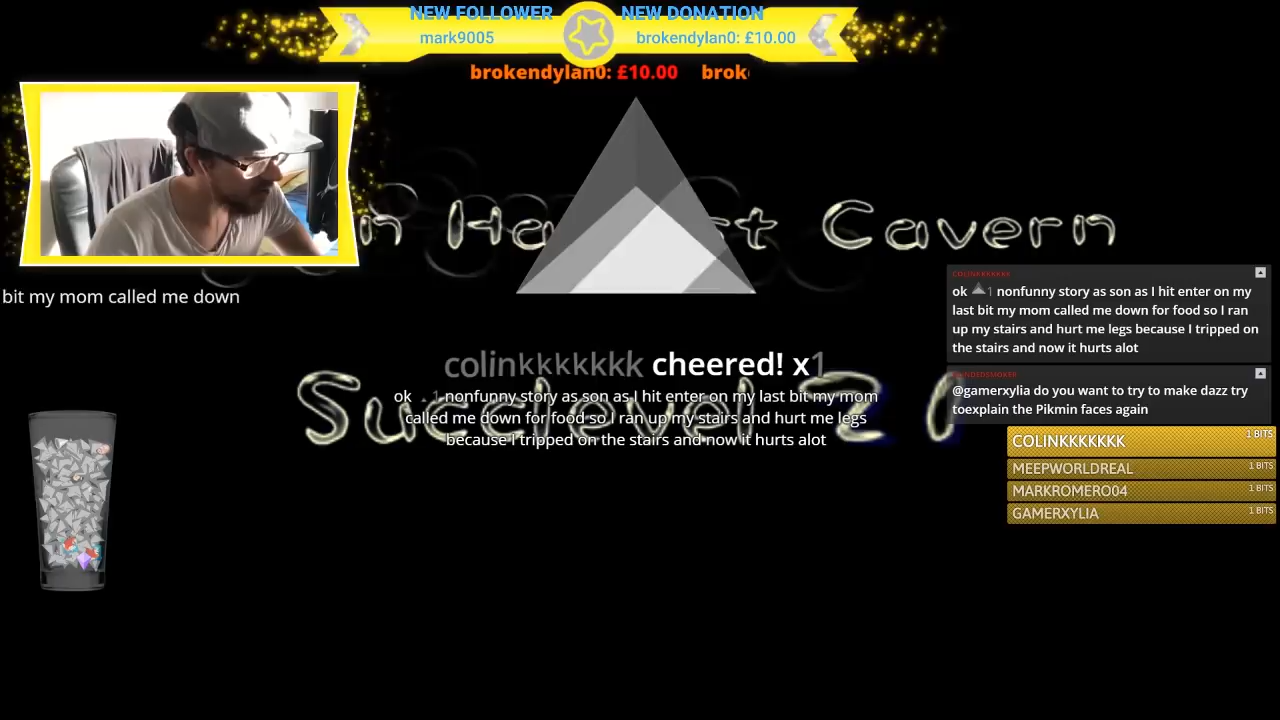 NEW FOLLOWER
NEW DONATION
mark9005
brokendylan0: £10.00
brokendylan0: £10.00 brok
n Ha st Cavern
bit my mom called me down
COLINKKKKKKK
ok 1 nonfunny story as son as I hit enter on my
last bit my mom called me down for food so I ran
up my stairs and hurt me legs because I tripped on
the stairs and now it hurts alot
@gamerxylia do you want to try to make dazz try
toexplain the Pikmin faces again
colinkkkkkkk cheered! x1
ok 1 nonfunny story as son as I hit enter on my last bit my mom
called me down for food so I ran up my stairs and hurt me legs
because I tripped on the stairs and now it hurts alot
Sublevel
COLINKKKKKKK 1 BITS
MEEPWORLDREAL 1 BITS
MARKROMERO04 1 BITS
GAMERXYLIA 1 BITS